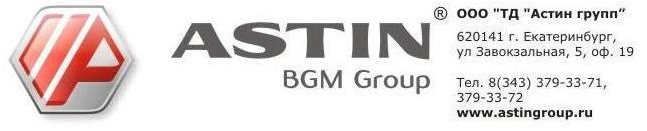 ASTIN®
BGM Group
ООО "ТД "Астин групп”
620141 г. Екатеринбург,
ул Завокзальная, 5, оф. 19
Тел. 8(343) 379-33-71,
379-33-72
www.astingroup.ru